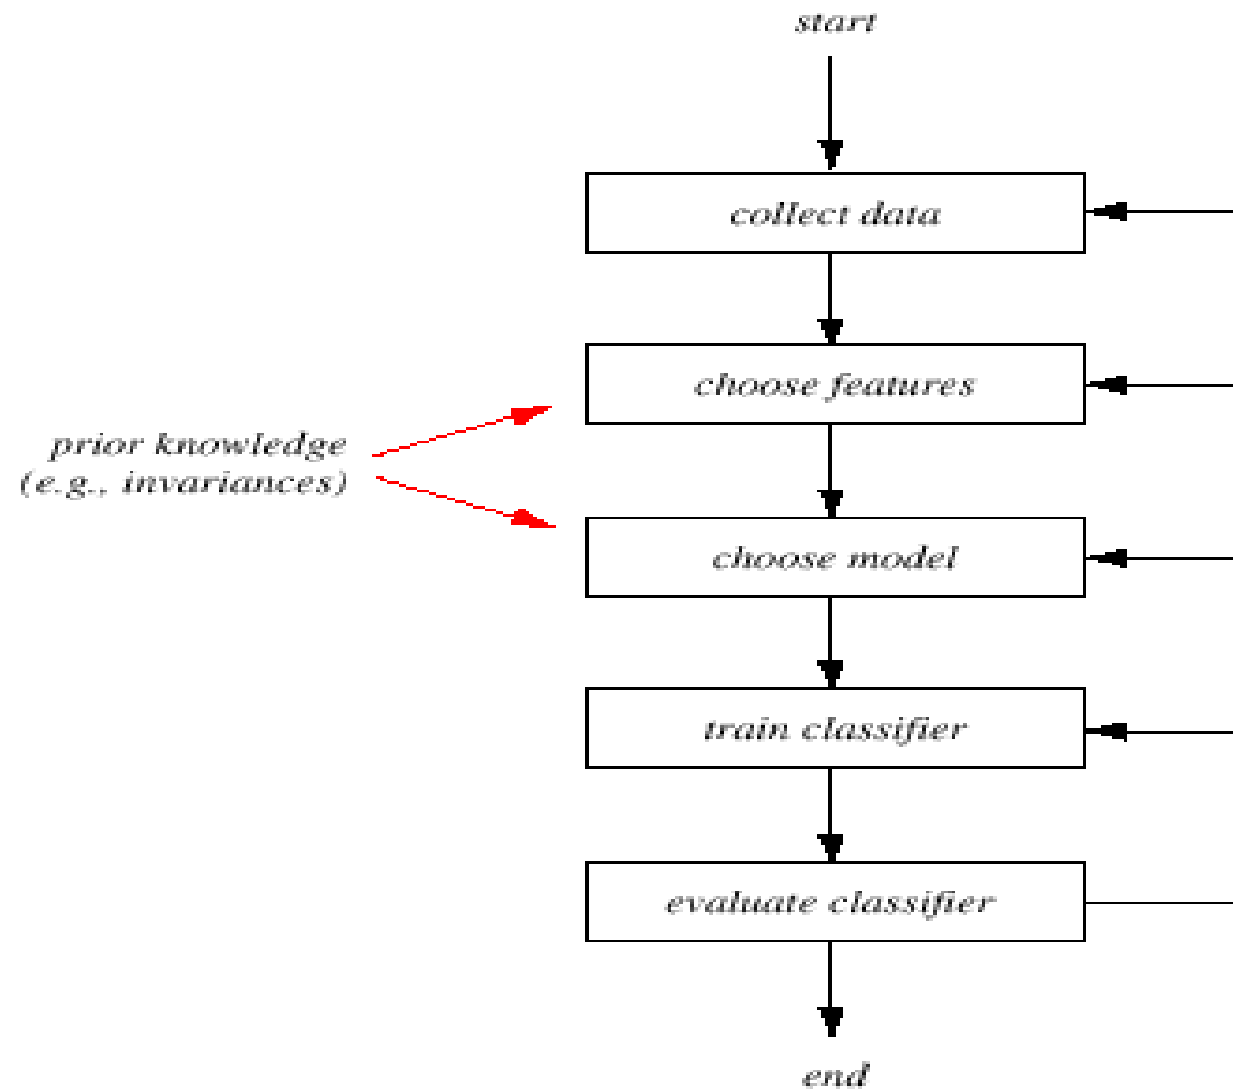 start
collect data
choose features
prior knowledge
(e.g., invariances)
choose model
train classifier
evaluate classifier
end